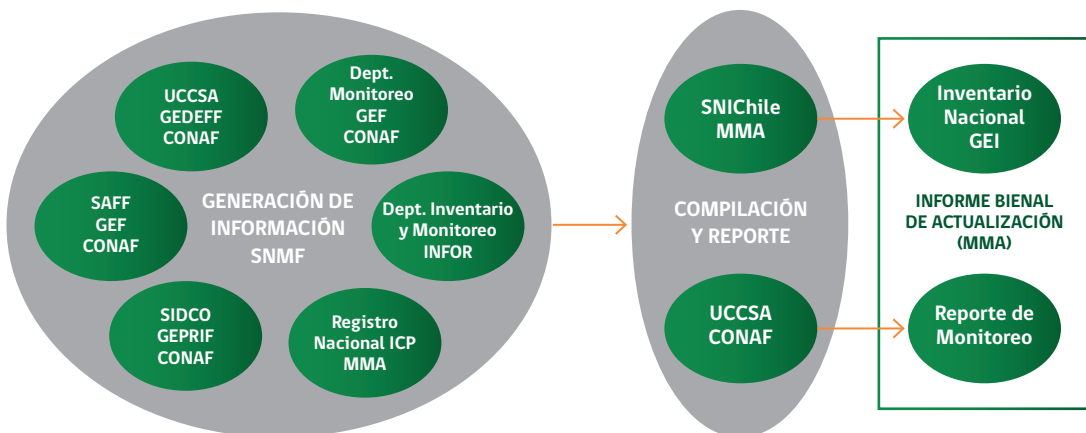 UCCSA
GEDEFF
CONAF
Dept.
Monitoreo
GEF
CONAF
SAFF
GEF
CONAF
GENERACIÓN DE
INFORMACIÓN
SNMF
Dept. Inventario
y Monitoreo
INFOR
SIDCO
GEPRIF
CONAF
Registro
Nacional ICP
MMA
SNIChile
MMA
COMPILACIÓN
Y REPORTE
UCCSA
CONAF
Inventario
Nacional
GEI
INFORME BIENAL
DE ACTUALIZACIÓN
(MMA)
Reporte de
Monitoreo